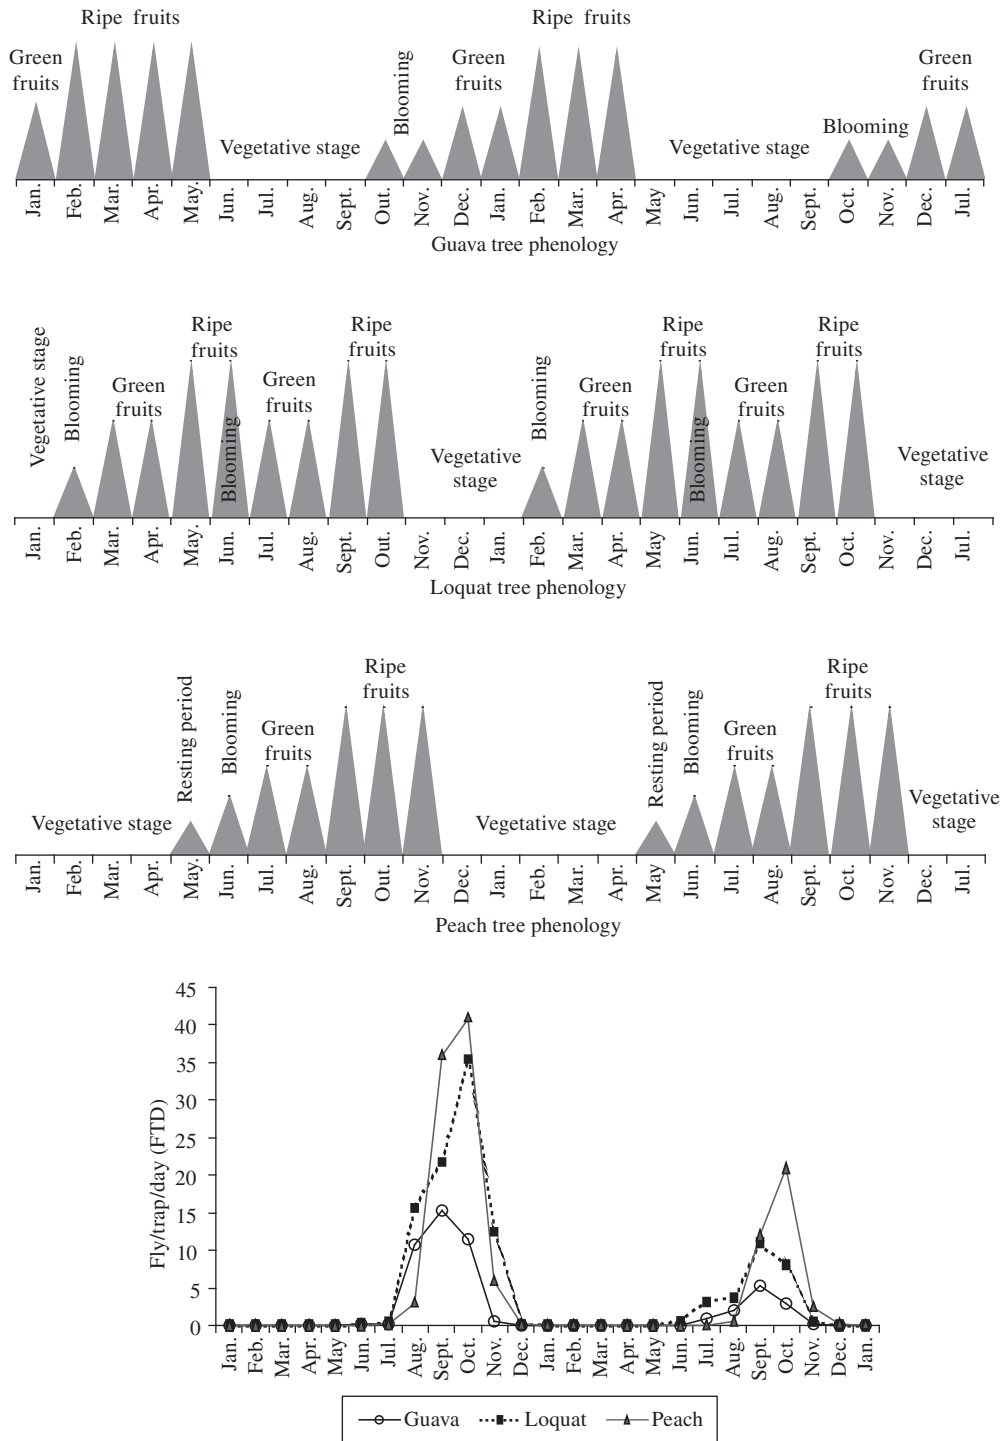 Ripe fruits
Ripe fruits
Green
fruits
Blooming
Green
fruits
Green
fruits
Vegetative stage
Vegetative stage
Blooming
Jan. Feb. Mar. Apr. May. Jun. Jul. Aug. Sept. Out. Nov. Dec. Jan. Feb. Mar. Apr. May Jun. Jul. Aug. Sept. Oct. Nov. Dec. Jul.
Guava tree phenology
Vegetative stage
Blooming
Green
fruits
Ripe
fruits
Blooming
Green
fruits
Ripe
fruits
Vegetative
stage
Blooming
Green
fruits
Ripe
fruits
Blooming
Green
fruits
Ripe
fruits
Vegetative
stage
Jan. Feb. Mar. Apr. May. Jun. Jul. Aug. Sept. Out. Nov. Dec. Jan. Feb. Mar. Apr. May Jun. Jul. Aug. Sept. Oct. Nov. Dec. Jul.
Loquat tree phenology
Vegetative stage
Resting period
Blooming
Green
fruits
Ripe
fruits
Vegetative stage
Resting period
Blooming
Green
fruits
Ripe
fruits
Vegetative
stage
Jan. Feb. Mar. Apr. May. Jun. Jul. Aug. Sept. Out. Nov. Dec. Jan. Feb. Mar. Apr. May Jun. Jul. Aug. Sept. Oct. Nov. Dec. Jul.
Peach tree phenology
Fly/trap/day (FTD)
45
40
35
30
25
20
15
10
5
0
Jan. Feb. Mar. Apr. May Jun. Jul. Aug. Sept. Oct. Nov. Dec. Jan. Feb. Mar. Apr. May Jun. Jul. Aug. Sept. Oct. Nov. Dec. Jan.
Guava Loquat Peach